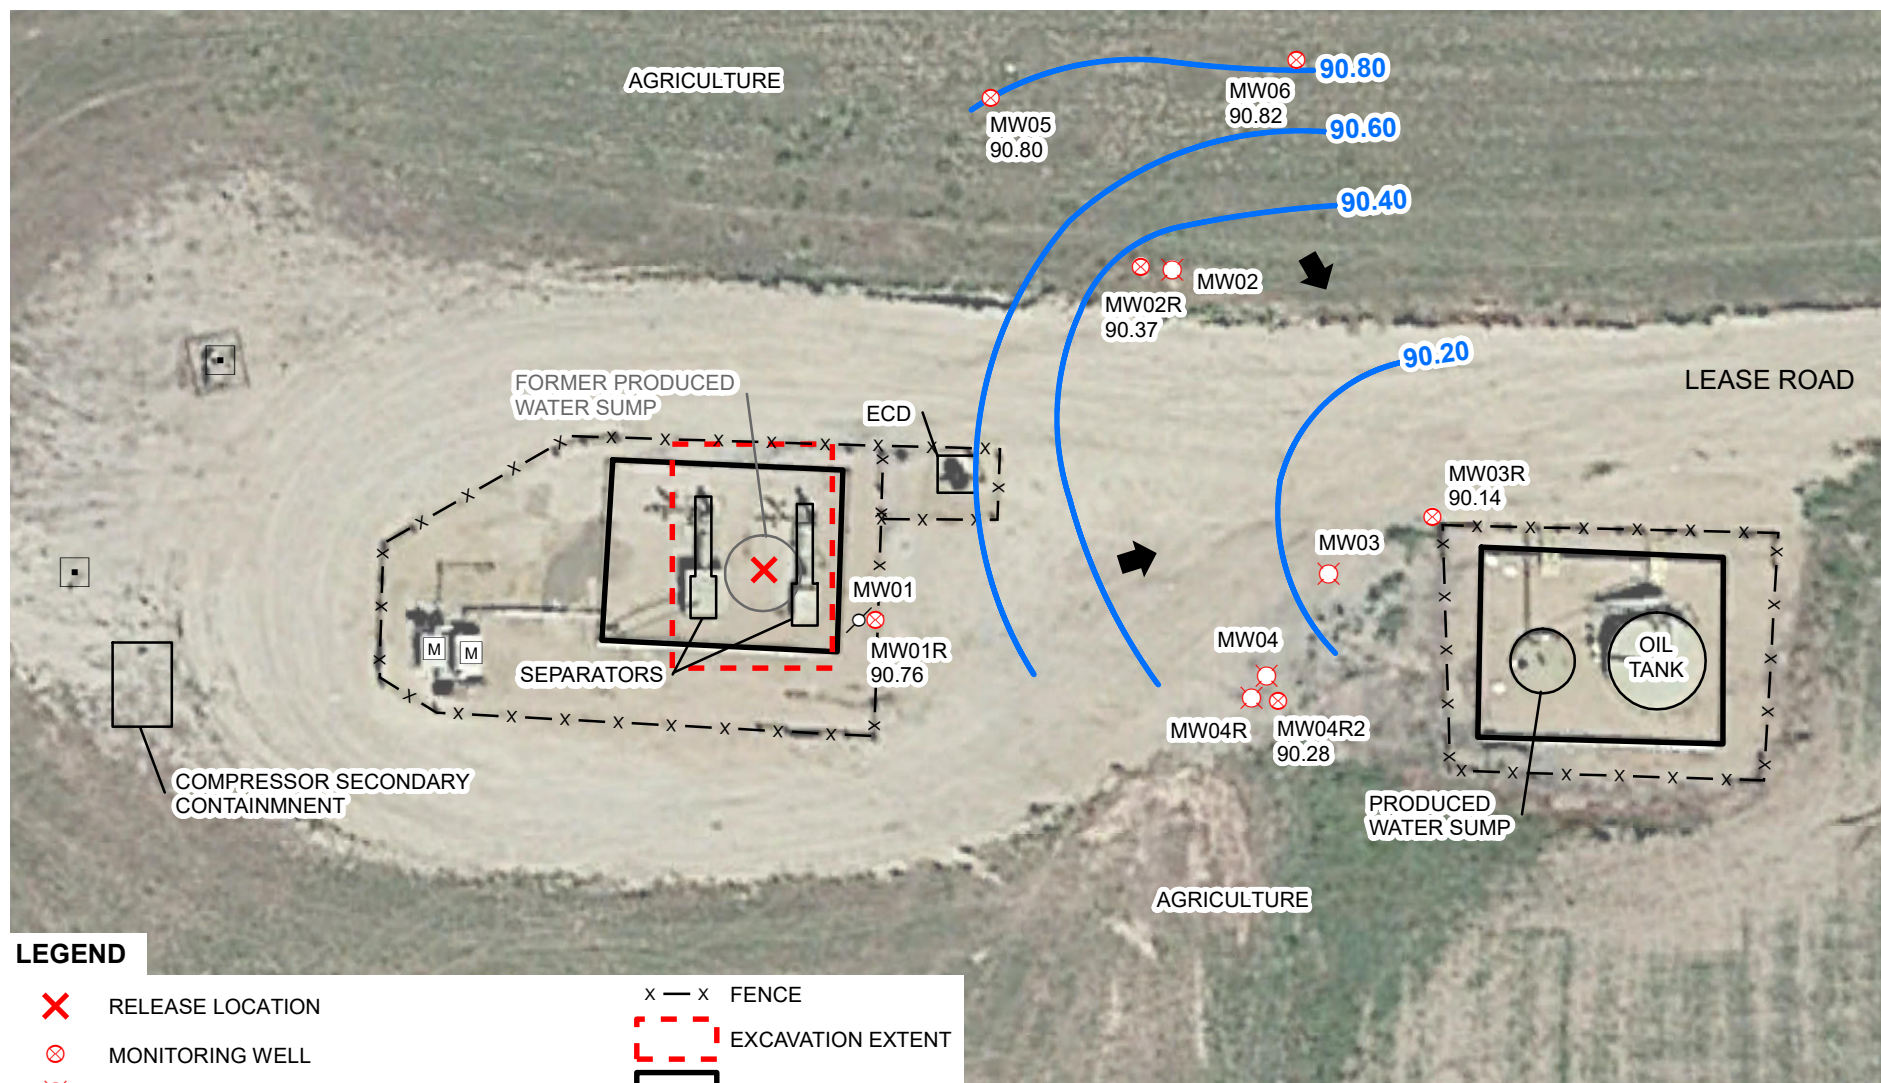 AGRICULTURE
90.80
MW06
90.82
MW05
90.80
90.60
90.40
MW02
MW02R
90.37
90.20
LEASE ROAD
FORMER PRODUCED
WATER SUMP
ECD
MW03R
90.14
MW03
MW01
MW01R
90.76
M
M
SEPARATORS
MW04
MW04R
MW04R2
90.28
OIL
TANK
COMPRESSOR SECONDARY
CONTAINMNENT
PRODUCED
WATER SUMP
AGRICULTURE
LEGEND
RELEASE LOCATION
MONITORING WELL
X — X FENCE
EXCAVATION EXTENT